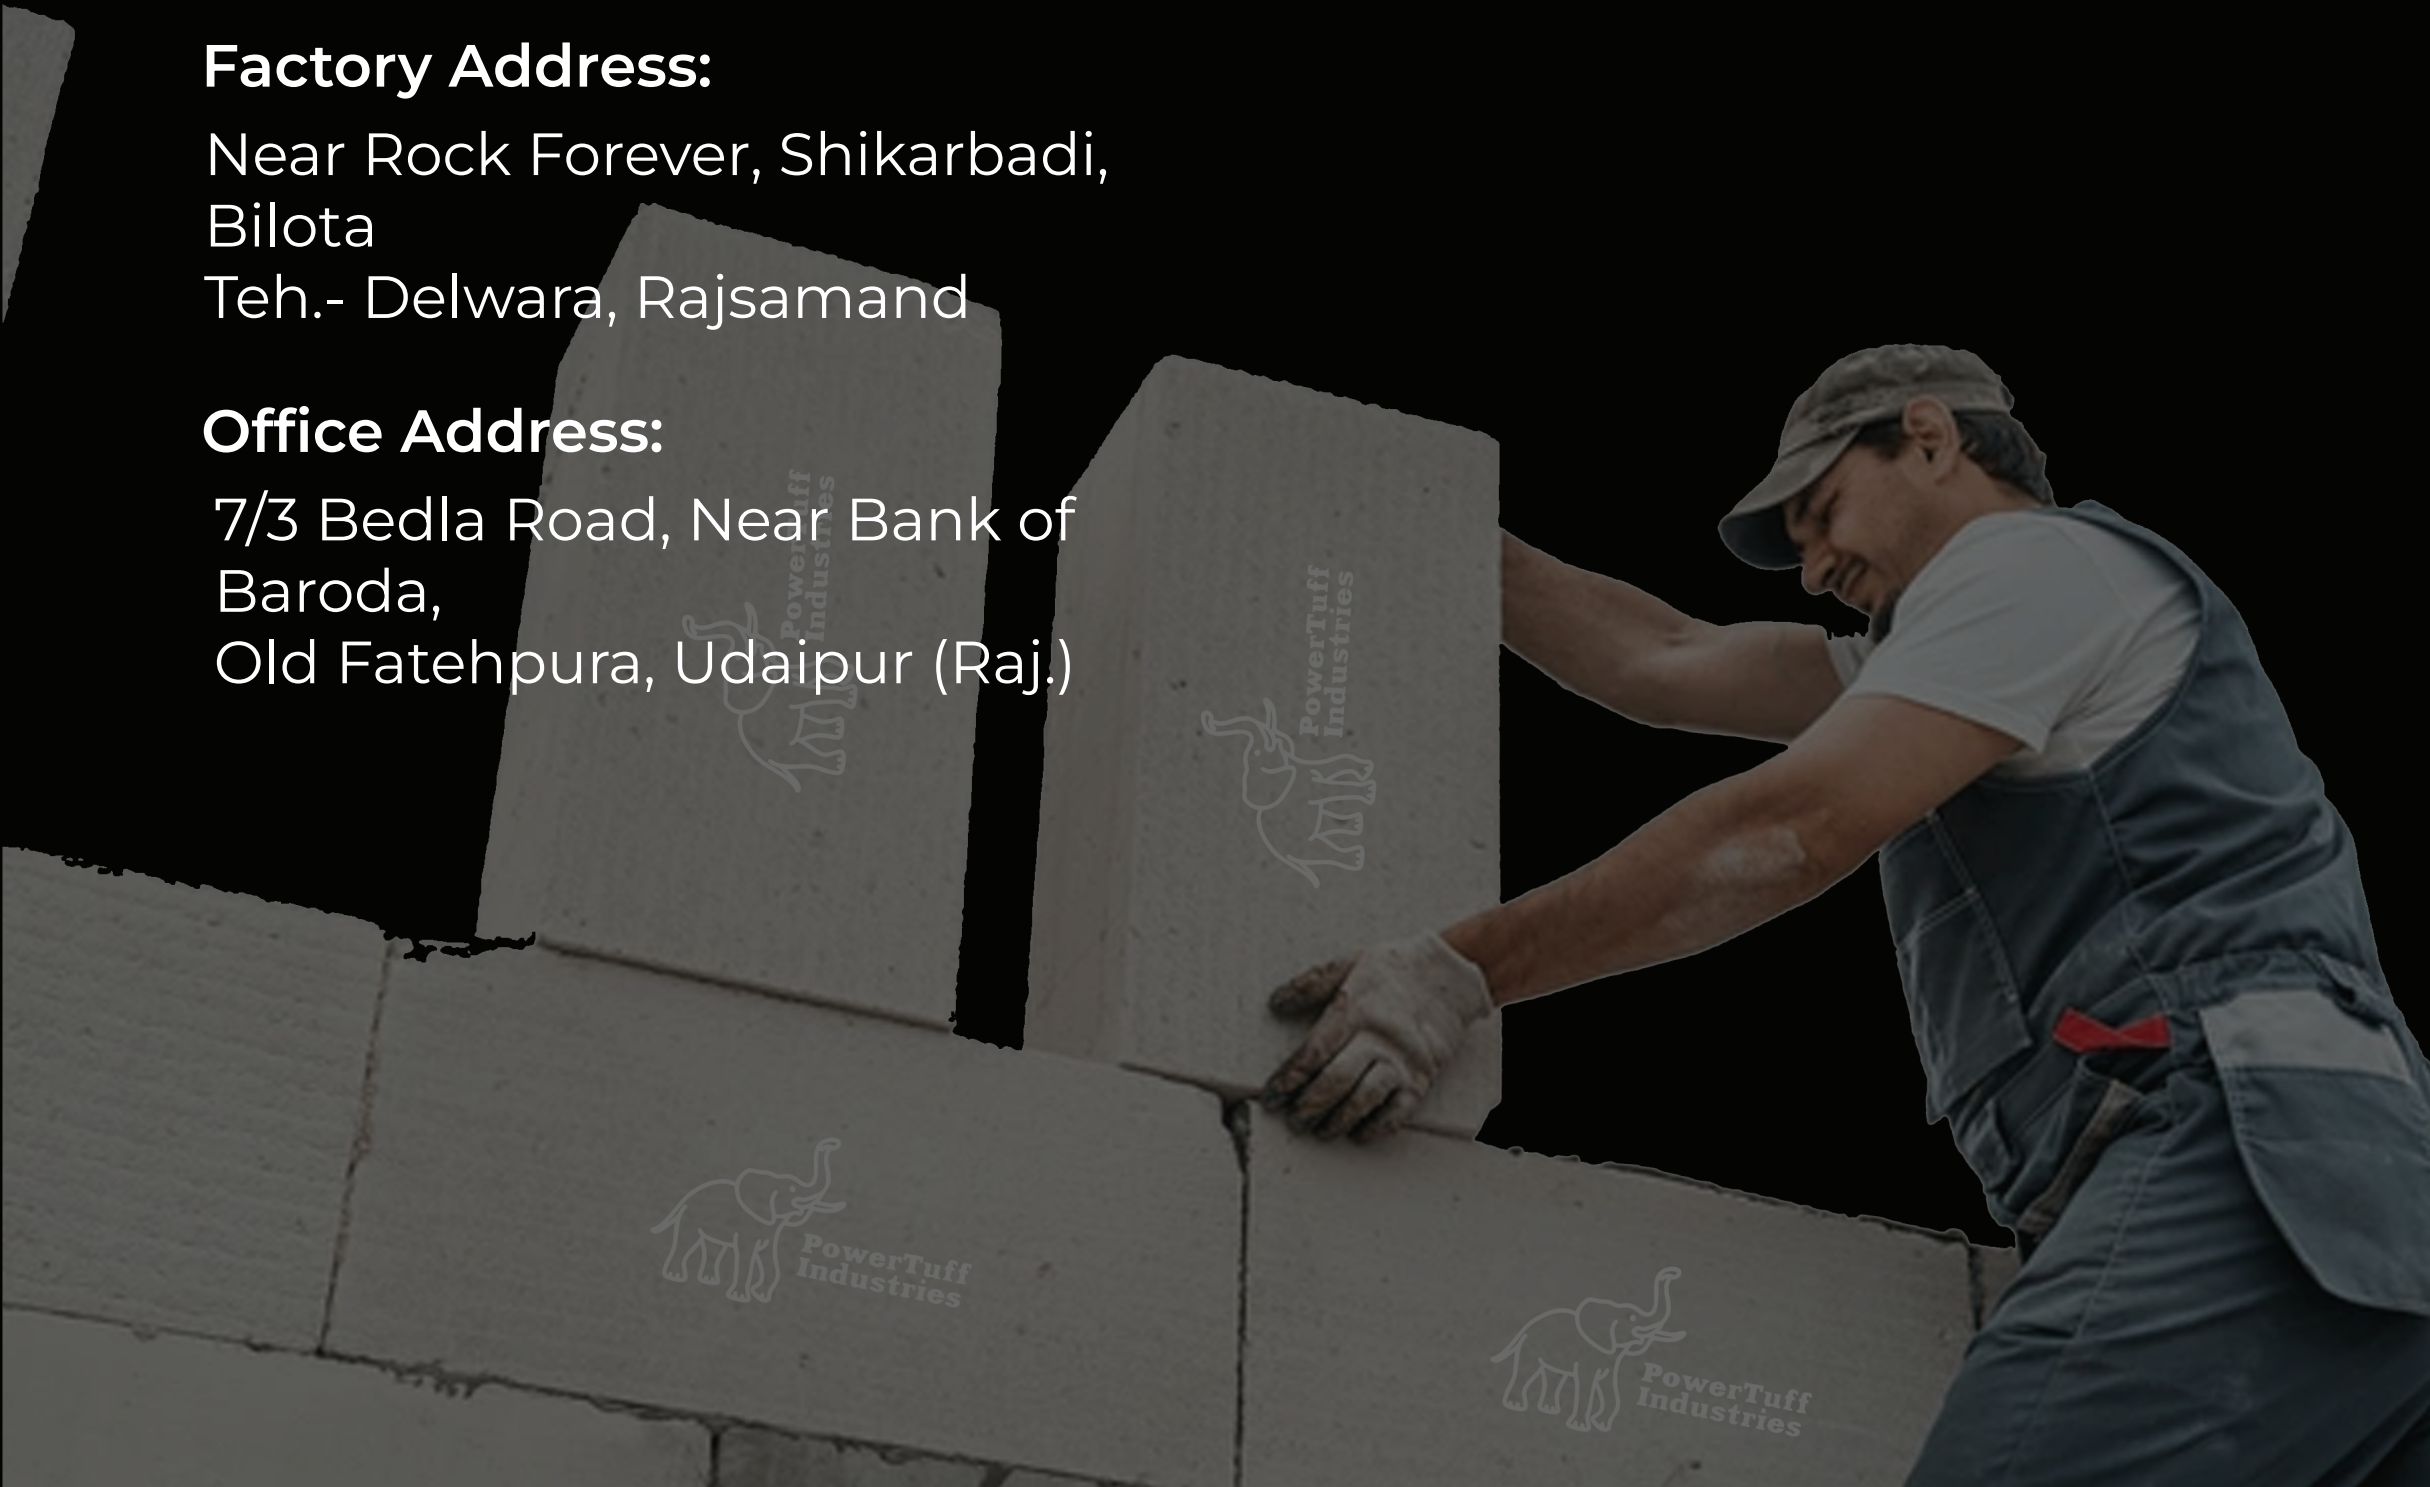 Factory Address:
Near Rock Forever, Shikarbadi,
Bilota
Teh.- Delwara, Rajsamand
Office Address:
7/3 Bedla Road, Near Bank of
Baroda,
Old Fatehpura, Udaipur (Raj.)
PowerTuff
Industries
PowerTuff
Industries
PowerTuff
Industries
PowerTuff
Industries